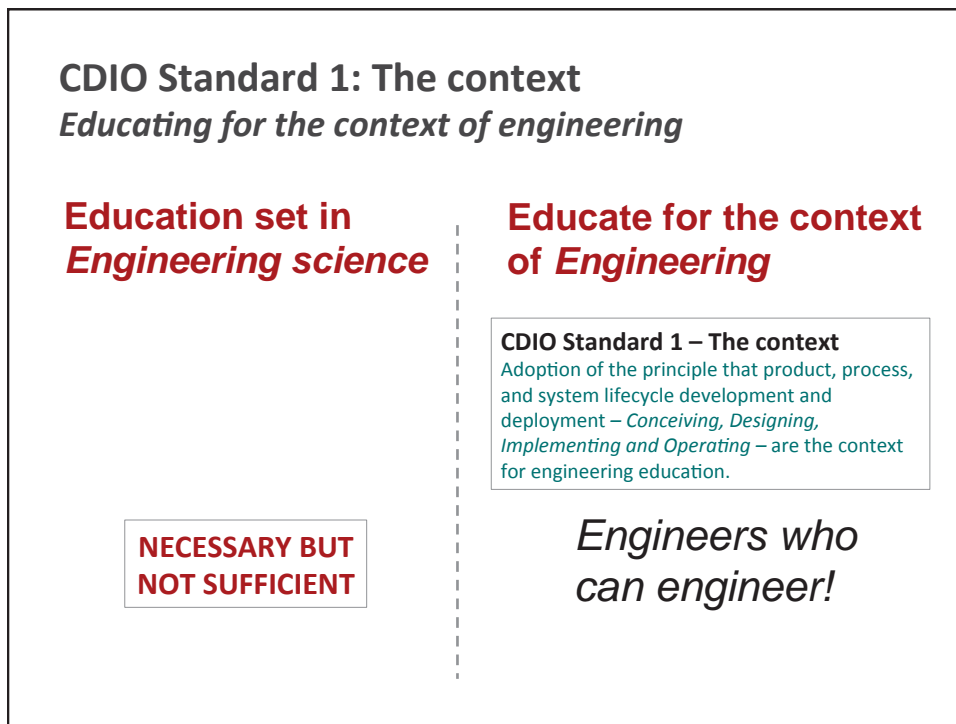 CDIO Standard 1: The context
Educating for the context of engineering
Education set in
Engineering science
NECESSARY BUT
NOT SUFFICIENT
Educate for the context
of Engineering
CDIO Standard 1 – The context
Adoption of the principle that product, process,
and system lifecycle development and
deployment – Conceiving, Designing,
Implementing and Operating – are the context
for engineering education.
Engineers who
can engineer!